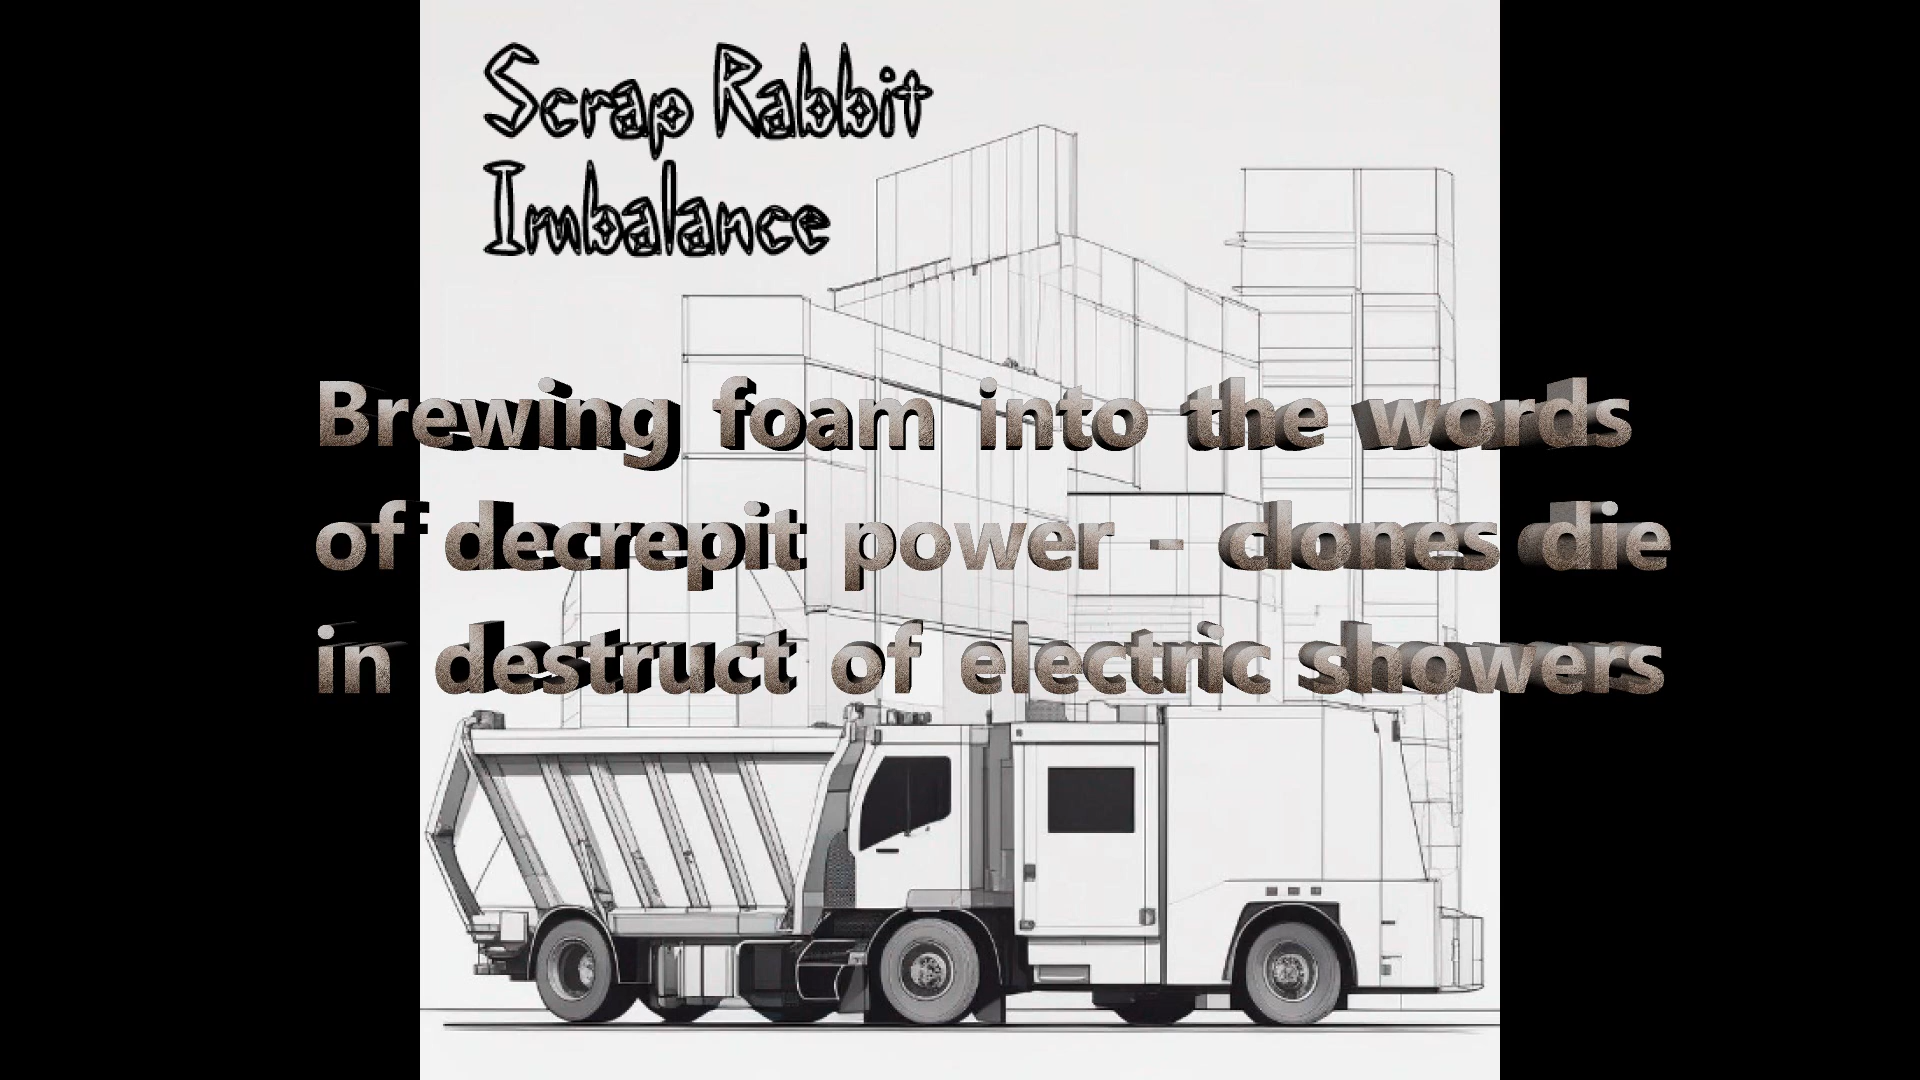 Scrap Rabbit
Imbalance
Brewing foam into the words
of decrepit power - clones die
in destruct of electric showers